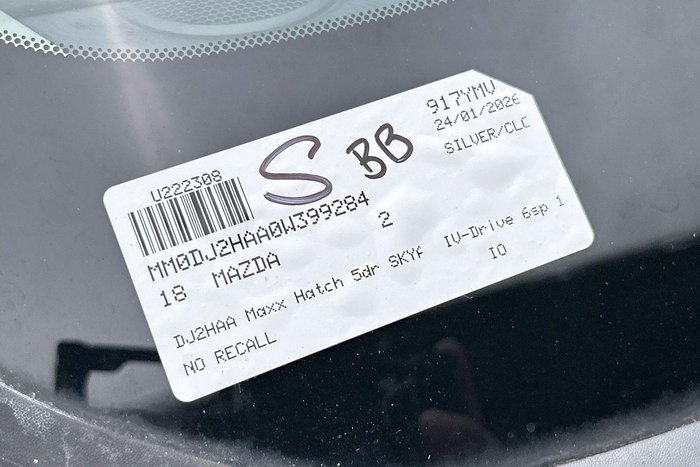 917YMV
24/01/2026
SILVER/CLC
S BB
U222308
MM0DJ2HAA0W399284
18 MAZDA 2
DJ2HAA Maxx Hatch 5dr SKYA IV-Drive 6sp 1
IO
NO RECALL